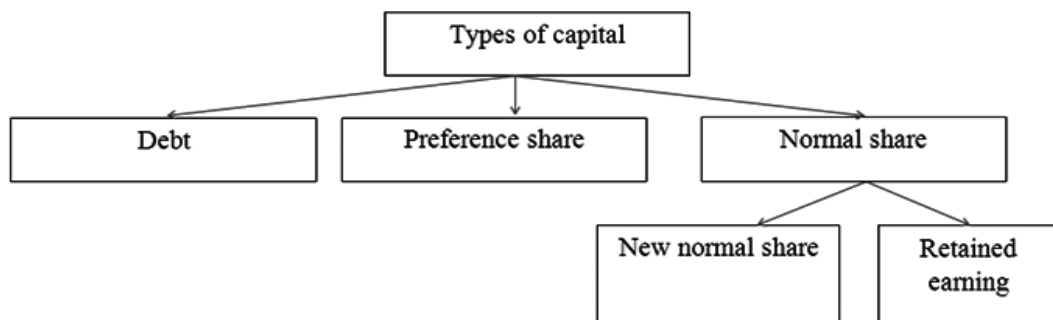 Types of capital
Debt
Preference share
Normal share
New normal share
Retained
earning